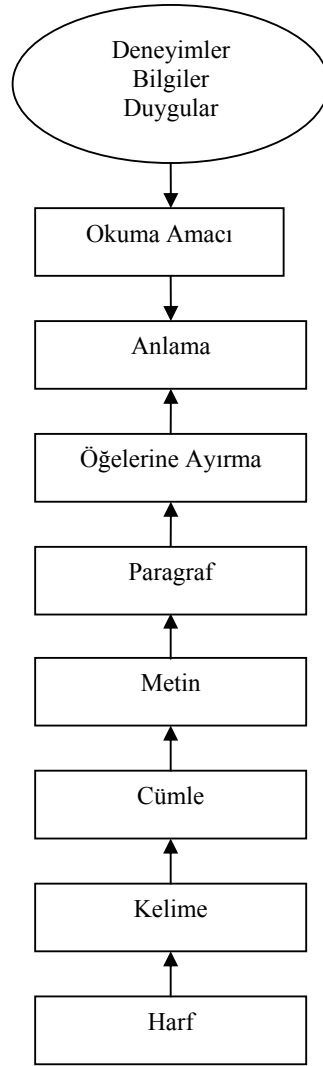 Deneyimler
Bilgiler
Duygular
Okuma Amacı
Anlama
Öğelerine Ayırma
Paragraf
Metin
Cümle
Kelime
Harf